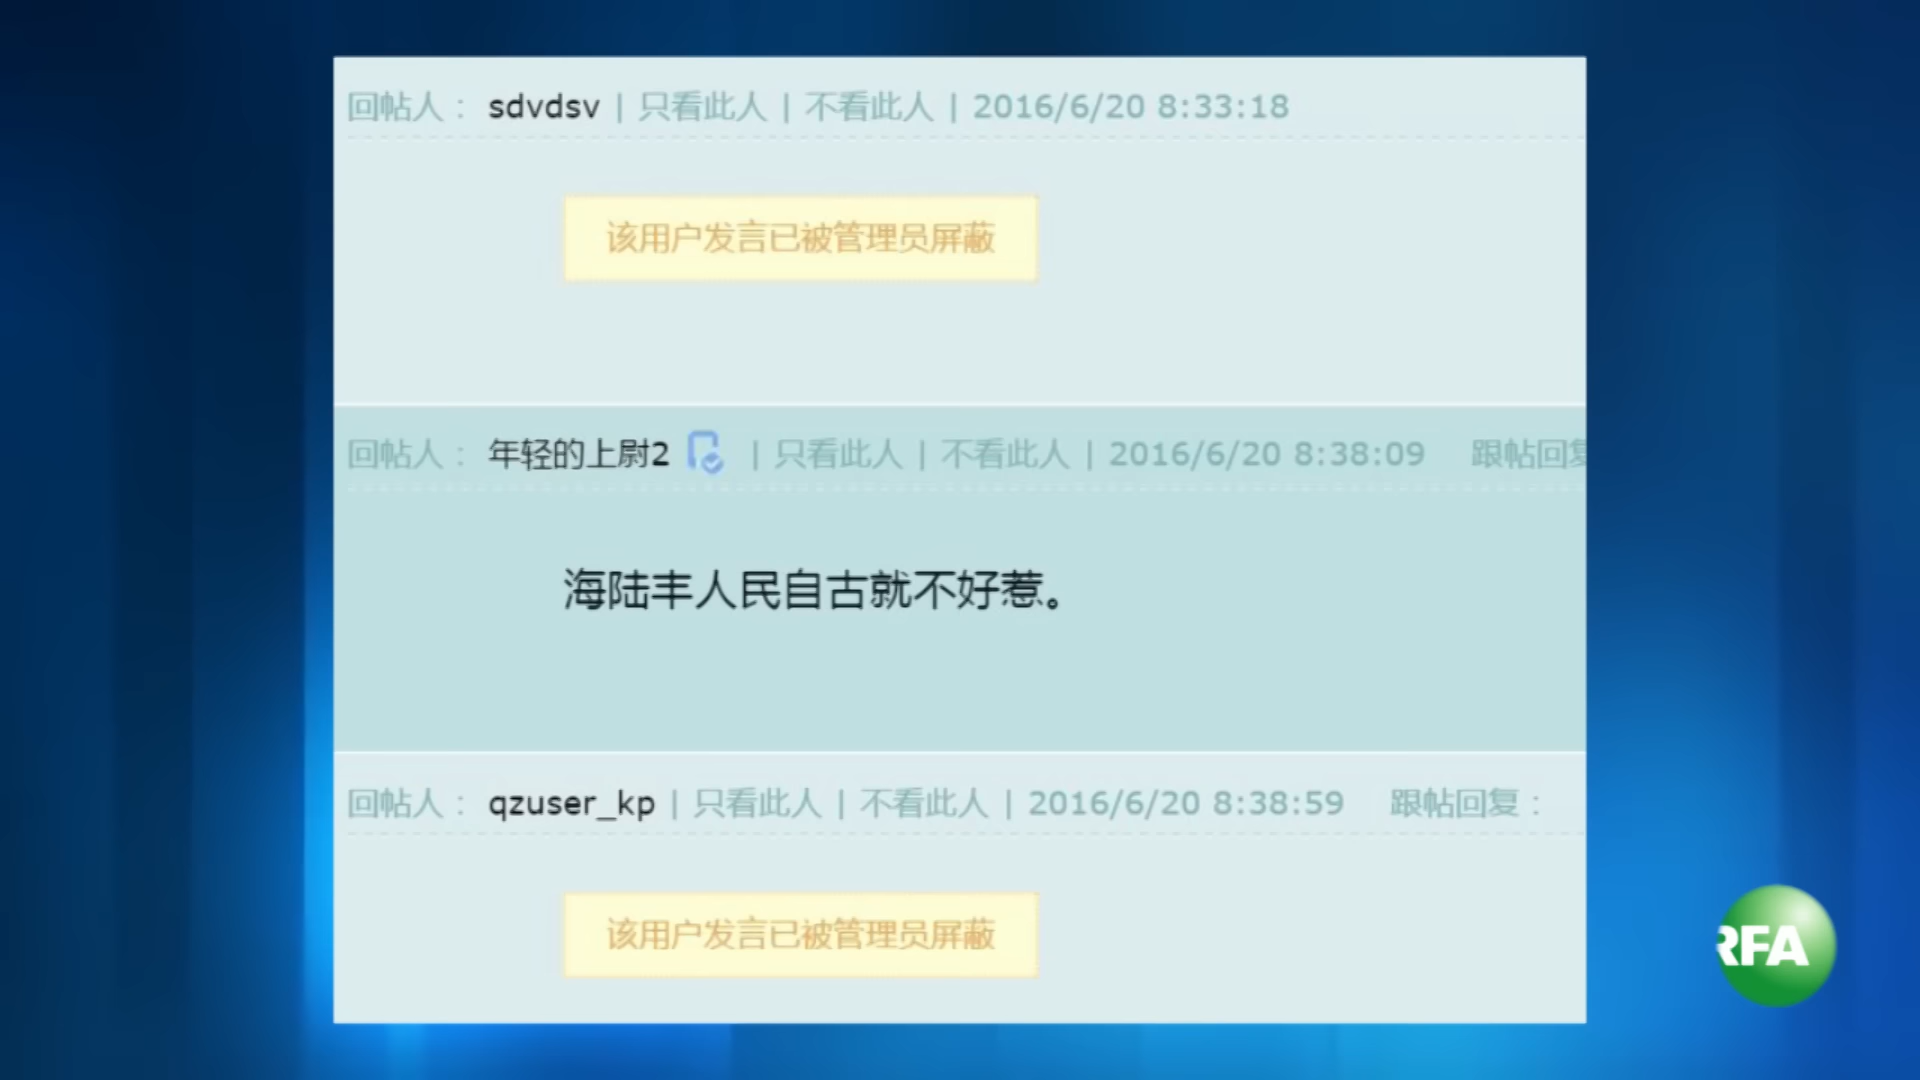 回帖人： sdvdsv | 只看此人 | 不看此人 | 2016/6/20 8:33:18
该用户发言已被管理员屏蔽
回帖人： 年轻的上尉2 | 只看此人 | 不看此人 | 2016/6/20 8:38:09 跟帖回复
海陆丰人民自古就不好惹。
回帖人： qzuser_kp | 只看此人 | 不看此人 | 2016/6/20 8:38:59 跟帖回复：
该用户发言已被管理员屏蔽
RFA